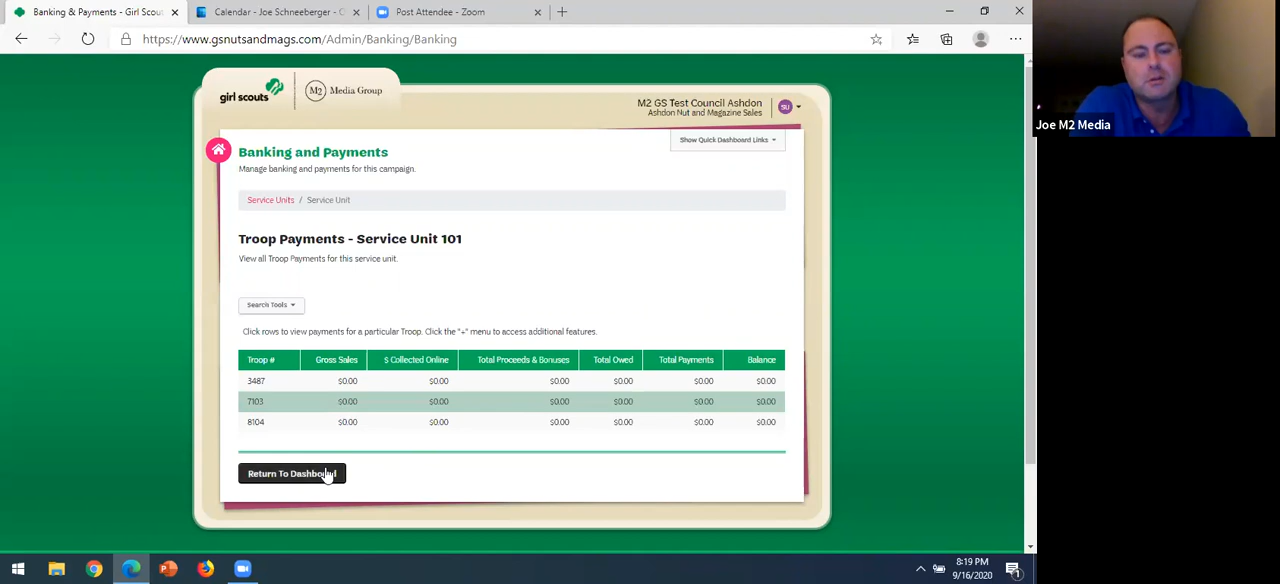 Banking & Payments - Girl Scou
Calendar - Joe Schneeberger - O
Post Attendee - Zoom
https://www.gsnutsandmags.com/Admin/Banking/Banking
girl scouts
M2 Media Group
M2 GS Test Council Ashdon
Ashdon Nut and Magazine Sales
SU
Show Quick Dashboard Links
Banking and Payments
Manage banking and payments for this campaign.
Service Units / Service Unit
Troop Payments - Service Unit 101
View all Troop Payments for this service unit.
Search Tools
Click rows to view payments for a particular Troop. Click the "+" menu to access additional features.
Troop # Gross Sales $ Collected Online Total Proceeds & Bonuses Total Owed Total Payments Balance
3487 $0.00 $0.00 $0.00 $0.00 $0.00 $0.00
7103 $0.00 $0.00 $0.00 $0.00 $0.00 $0.00
8104 $0.00 $0.00 $0.00 $0.00 $0.00 $0.00
Return To Dashboard
Joe M2 Media
8:19 PM
9/16/2020
1